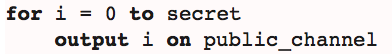 for i = 0 to secret
    output i on public_channel